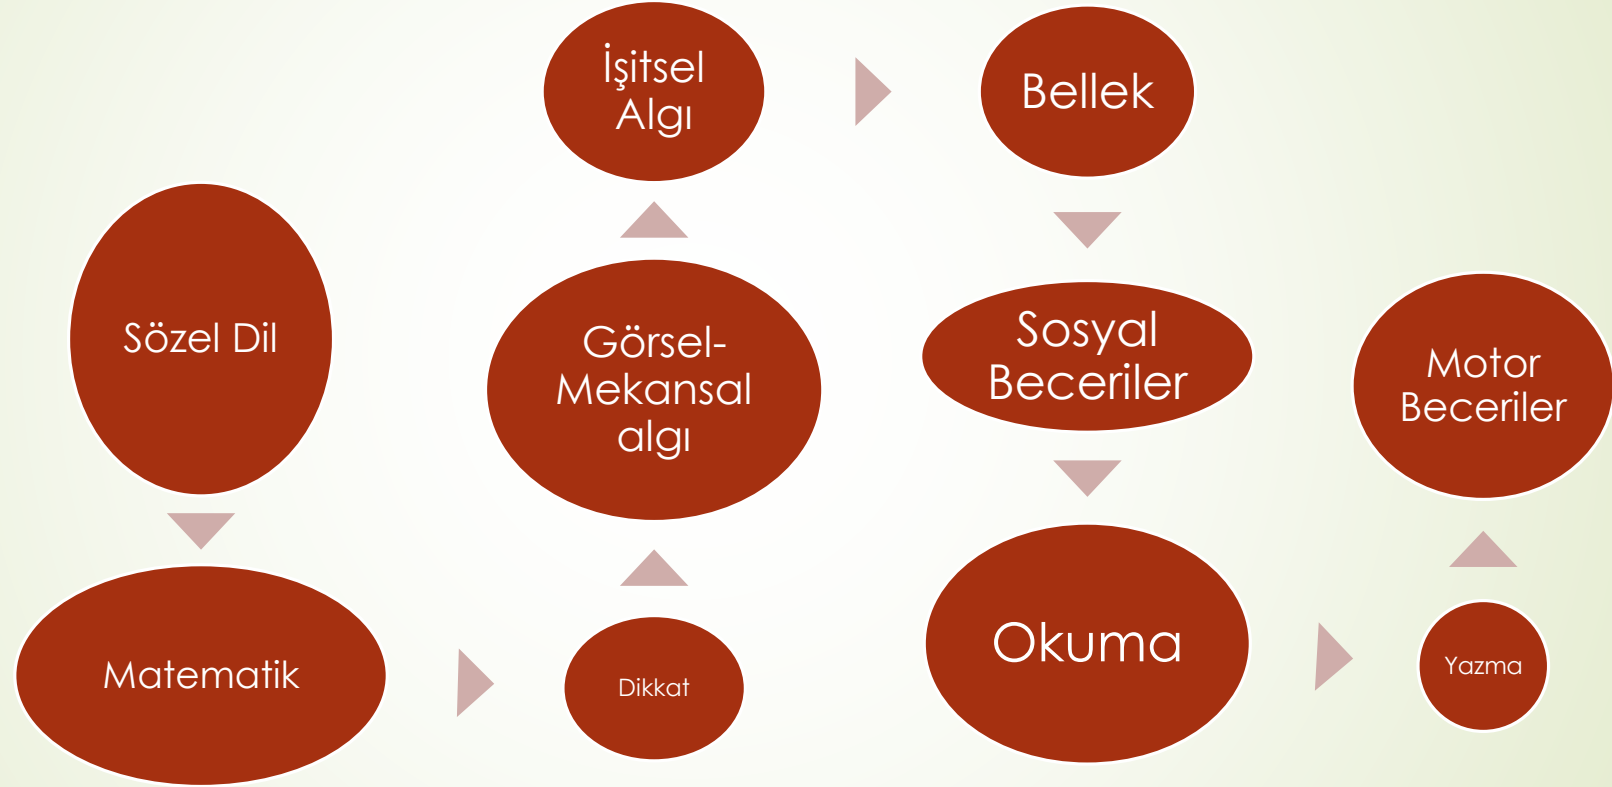 Sözel Dil
Matematik
Dikkat
Görsel-
Mekansal
algı
İşitsel
Algı
Bellek
Sosyal
Beceriler
Okuma
Yazma
Motor
Beceriler